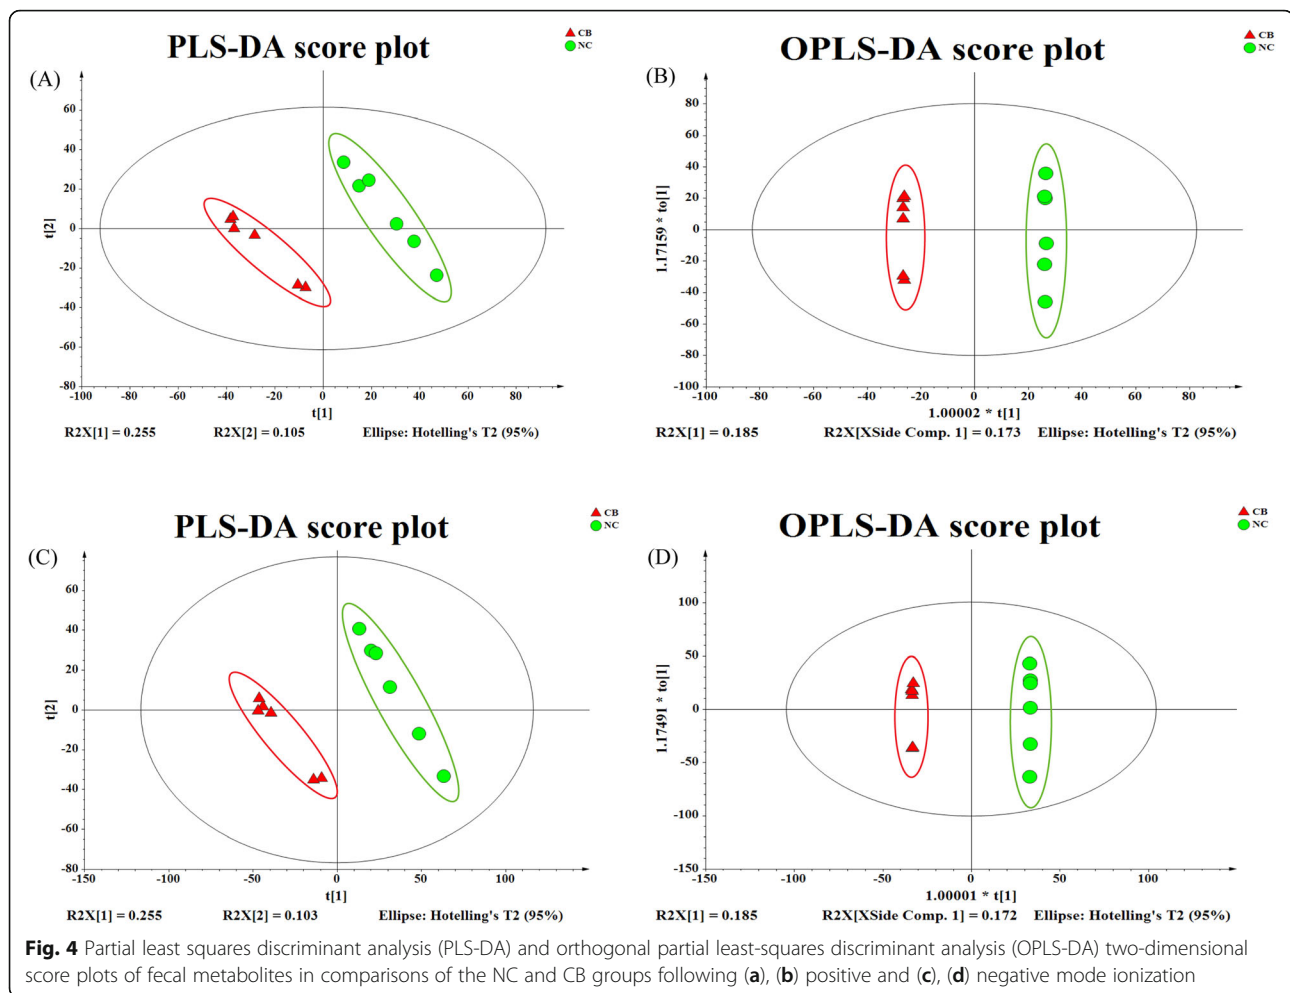 PLS-DA score plot
CB
NC
(A)
60
40
20
0
-20
-40
-60
-80
t[2]
-100 -80 -60 -40 -20 0 20 40 60 80
t[1]
R2X[1] = 0.255 R2X[2] = 0.105 Ellipse: Hotelling's T2 (95%)
OPLS-DA score plot
CB
NC
(B)
80
60
40
20
0
-20
-40
-60
-80
-100
1.17159 * to[1]
-100 -80 -60 -40 -20 0 20 40 60 80
1.00002 * t[1]
R2X[1] = 0.185 R2X[XSide Comp. 1] = 0.173 Ellipse: Hotelling's T2 (95%)
PLS-DA score plot
CB
NC
(C)
60
40
20
0
-20
-40
-60
-80
t[2]
-150 -100 -50 0 50 100
t[1]
R2X[1] = 0.255 R2X[2] = 0.103 Ellipse: Hotelling's T2 (95%)
OPLS-DA score plot
CB
NC
(D)
100
50
0
-50
-100
-150
1.17491 * to[1]
-150 -100 -50 0 50 100
1.00001 * t[1]
R2X[1] = 0.185 R2X[XSide Comp. 1] = 0.172 Ellipse: Hotelling's T2 (95%)
Fig. 4 Partial least squares discriminant analysis (PLS-DA) and orthogonal partial least-squares discriminant analysis (OPLS-DA) two-dimensional
score plots of fecal metabolites in comparisons of the NC and CB groups following (a), (b) positive and (c), (d) negative mode ionization